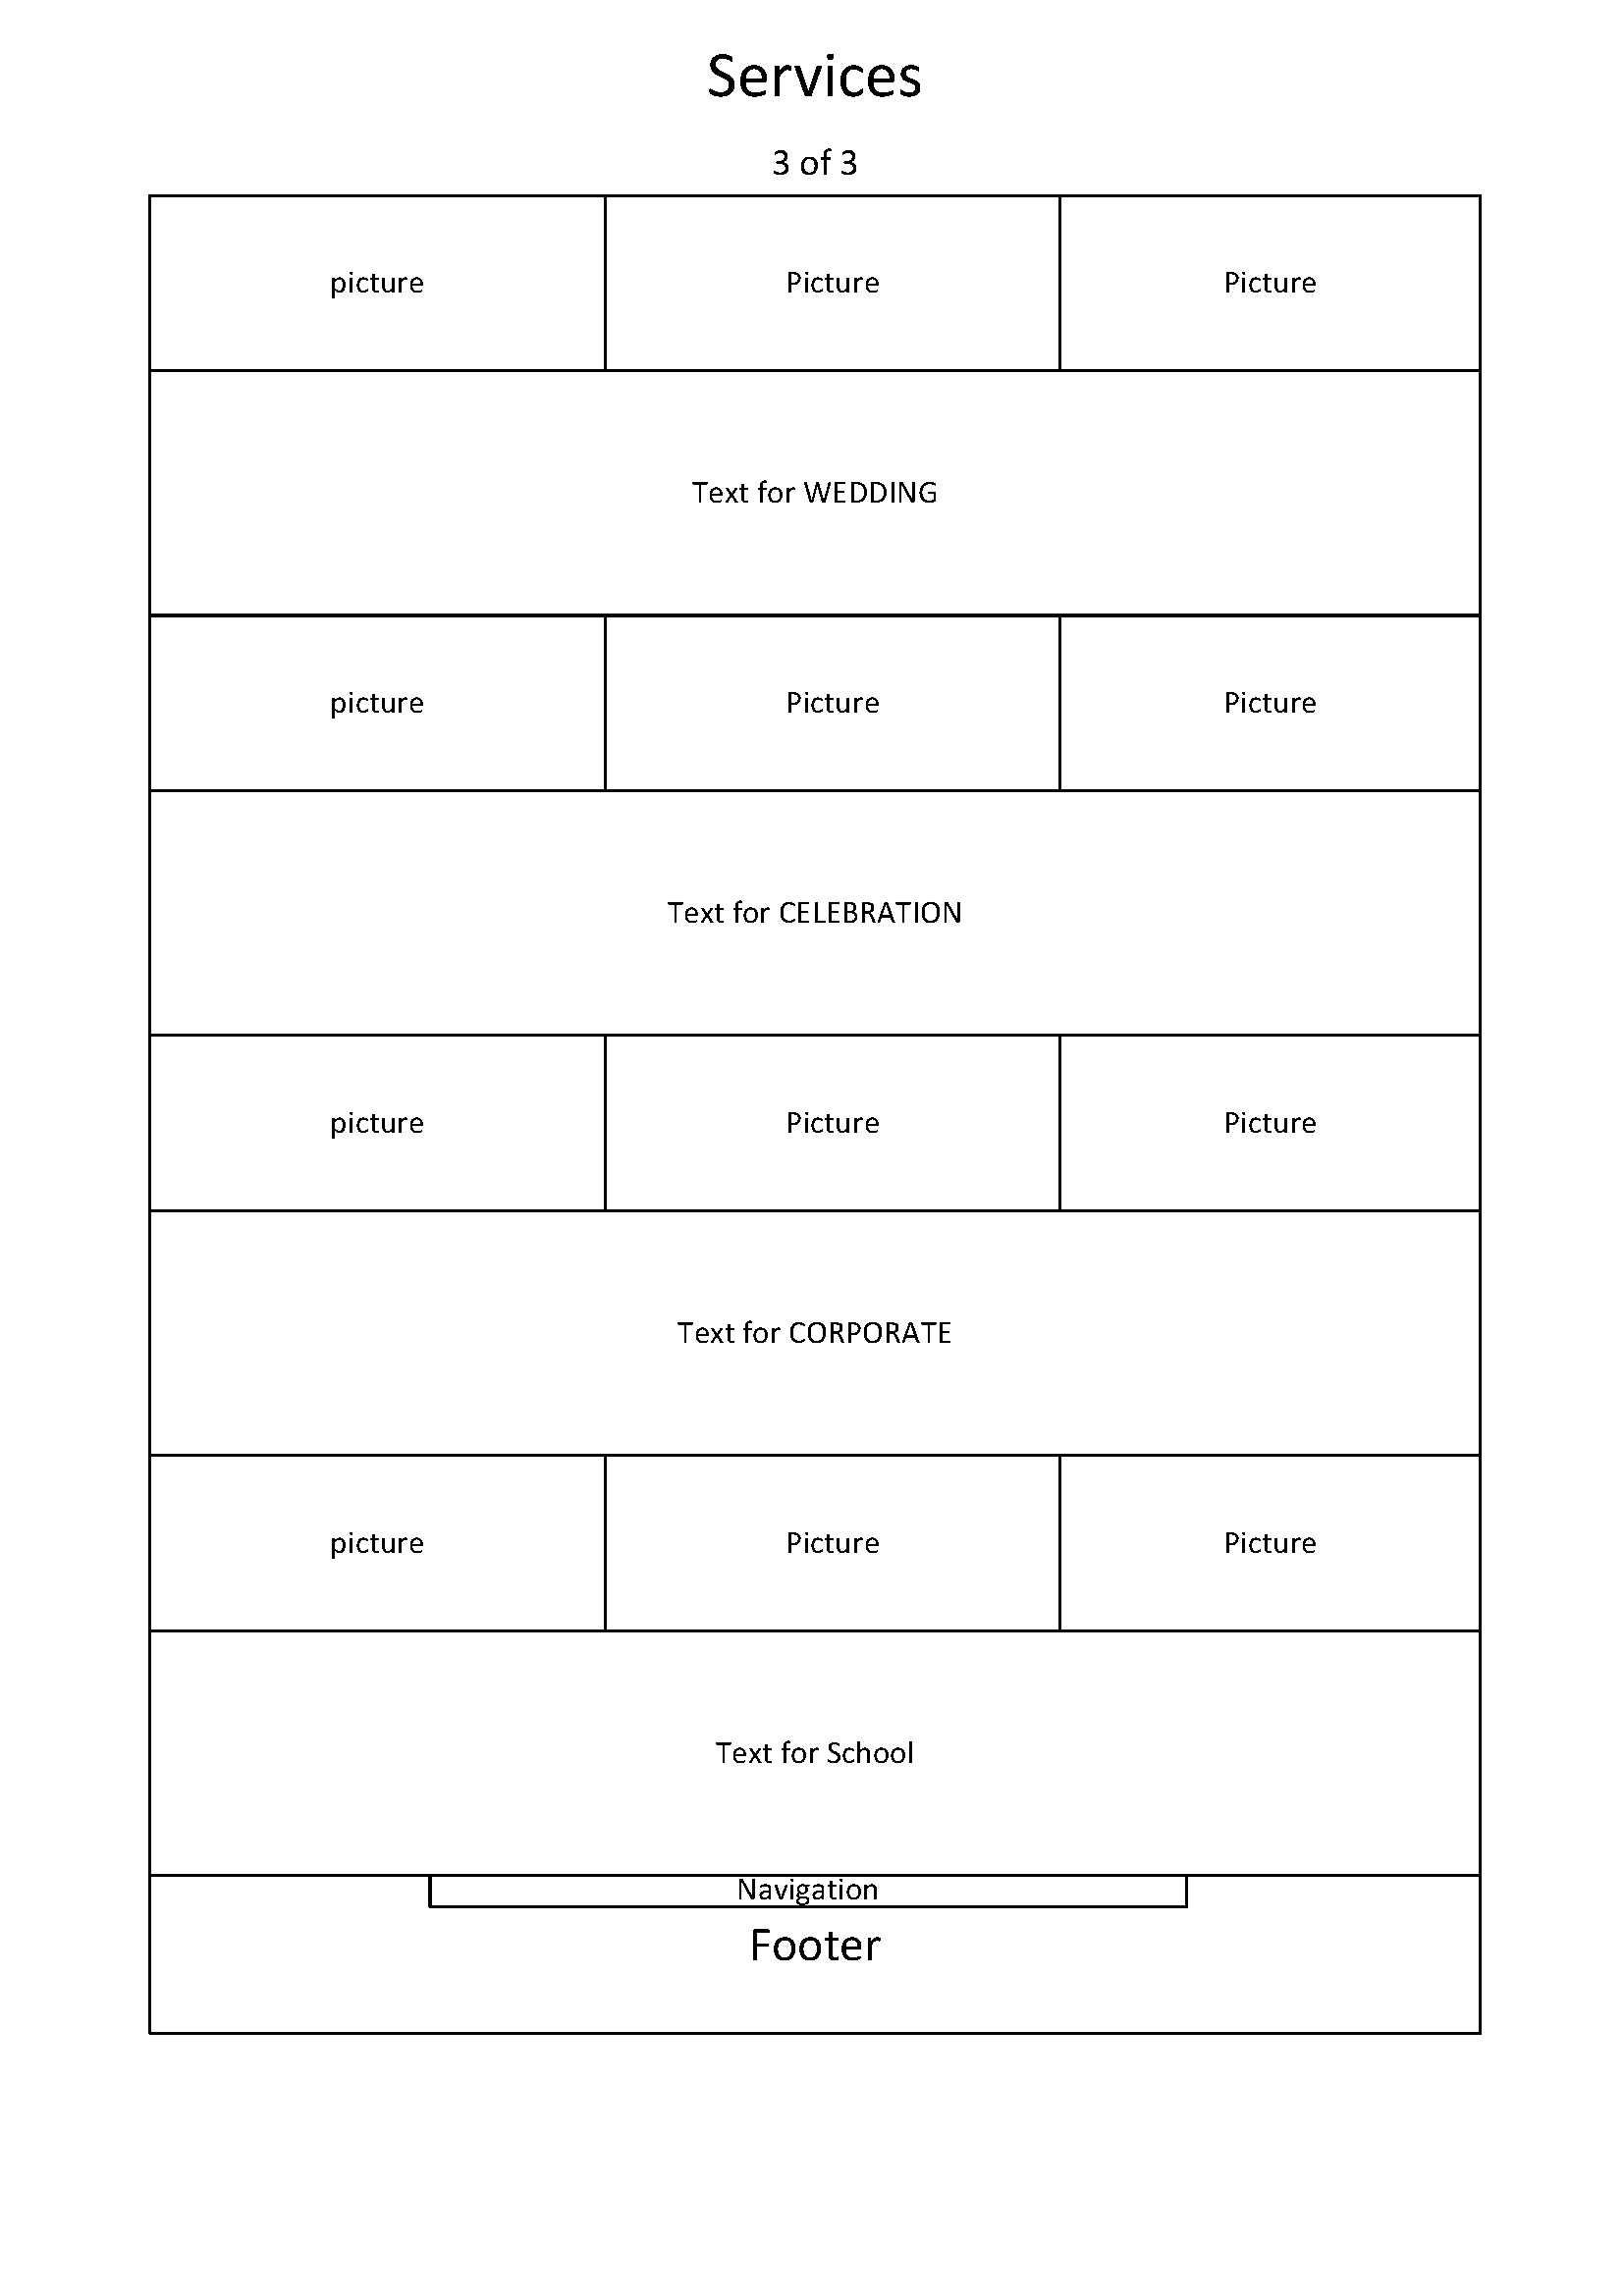 Services
3 of 3
picture Picture Picture
Text for WEDDING
picture Picture Picture
Text for CELEBRATION
picture Picture Picture
Text for CORPORATE
picture Picture Picture
Text for School
Navigation
Footer